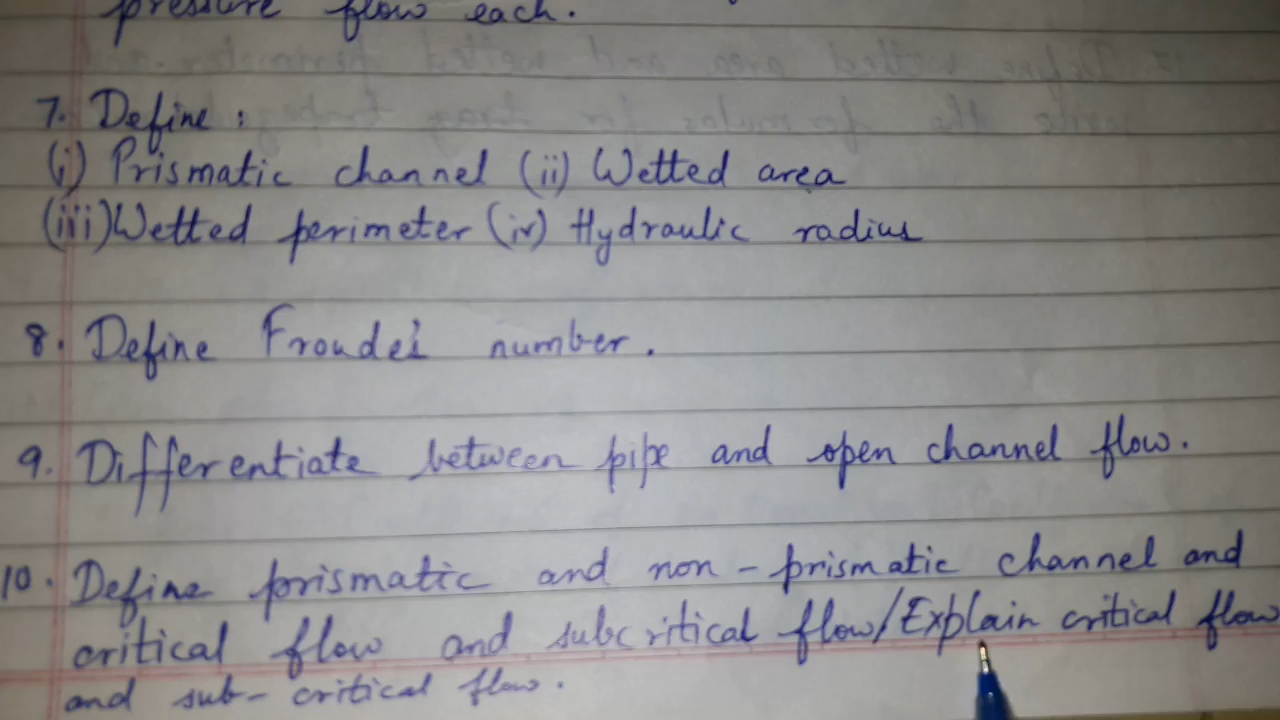 pressure flow each.
7. Define :
(i) Prismatic channel (ii) Wetted area
(iii) Wetted perimeter (iv) Hydraulic radius
8. Define Froude's number.
9. Differentiate between pipe and open channel flow.
10. Define prismatic and non-prismatic channel and
critical flow and subcritical flow/Explain critical flow
and sub-critical flow.